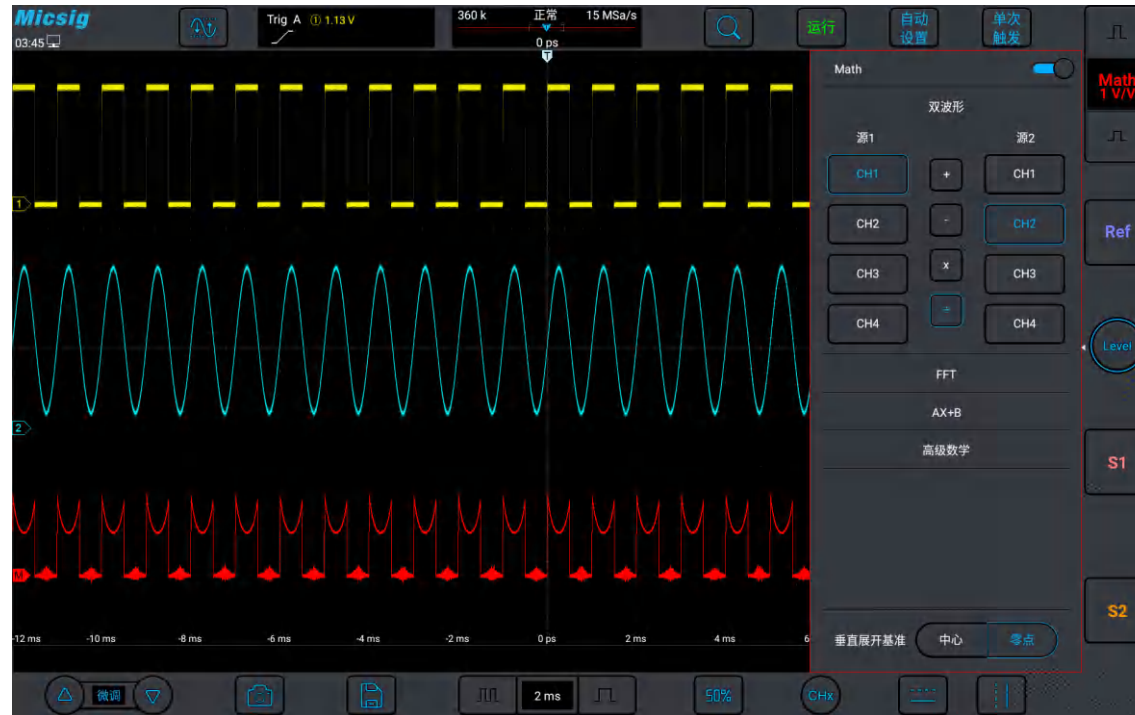 Micsig
03:45
Trig A ① 1.13 V
360 k 正常 15 MSa/s
0 ps
T
运行
自动
设置
单次
触发
Math
双波形
源1 源2
CH1 + CH1
CH2 - CH2
CH3 x CH3
CH4 ÷ CH4
FFT
AX+B
高级数学
垂直展开基准 中心 零点
Math
1 V/V
Ref
Level
S1
S2
1
2
M
-12 ms -10 ms -8 ms -6 ms -4 ms -2 ms 0 ps 2 ms 4 ms 6
微调
2 ms
50%
CHx